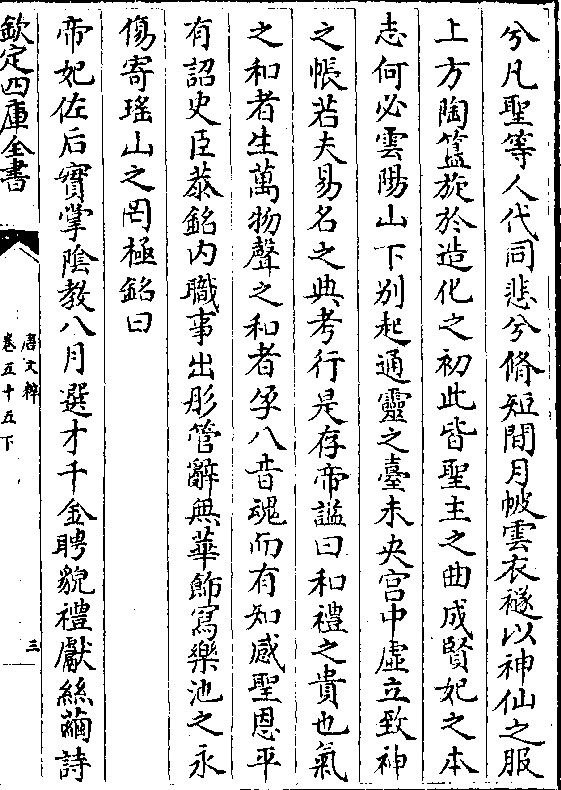 兮凡聖等人代同悲兮脩短間月帔雲衣襚以神仙之服
上方陶簋旋於造化之初此皆聖主之曲成賢妃之本
志何必雲陽山下别起通靈之臺未央宫中虛立致神
之帳若夫易名之典考行是存帝謚曰和禮之貴也氣
之和者生萬物聲之和者孚八音魂而有知感聖恩平
有詔史臣恭銘内職事出彤管辭無華飾寫樂池之永
傷寄瑤山之罔極銘曰
帝妃佐后實掌陰教八月選才千金聘貌禮獻絲蠒詩
欽定四庫全書
唐文粹
卷五十五下
三